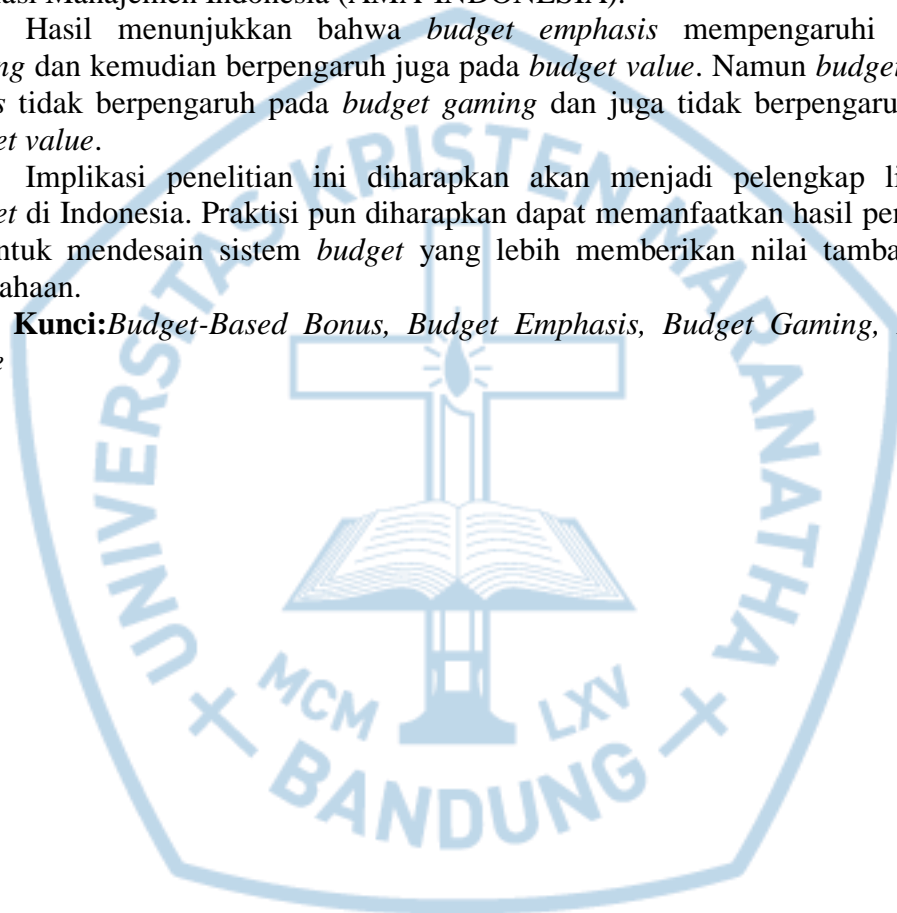 asi Manajemen Indonesia (AMA-INDONESIA).
Hasil menunjukkan bahwa budget emphasis mempengaruhi
ng dan kemudian berpengaruh juga pada budget value. Namun budget
s tidak berpengaruh pada budget gaming dan juga tidak berpengaru
et value.
Implikasi penelitian ini diharapkan akan menjadi pelengkap li
et di Indonesia. Praktisi pun diharapkan dapat memanfaatkan hasil pen
ntuk mendesain sistem budget yang lebih memberikan nilai tamba
ahaan.
Kunci:Budget-Based Bonus, Budget Emphasis, Budget Gaming,
e
UNIVERSITAS KRISTEN MARANATHA
MCM LXV
BANDUNG